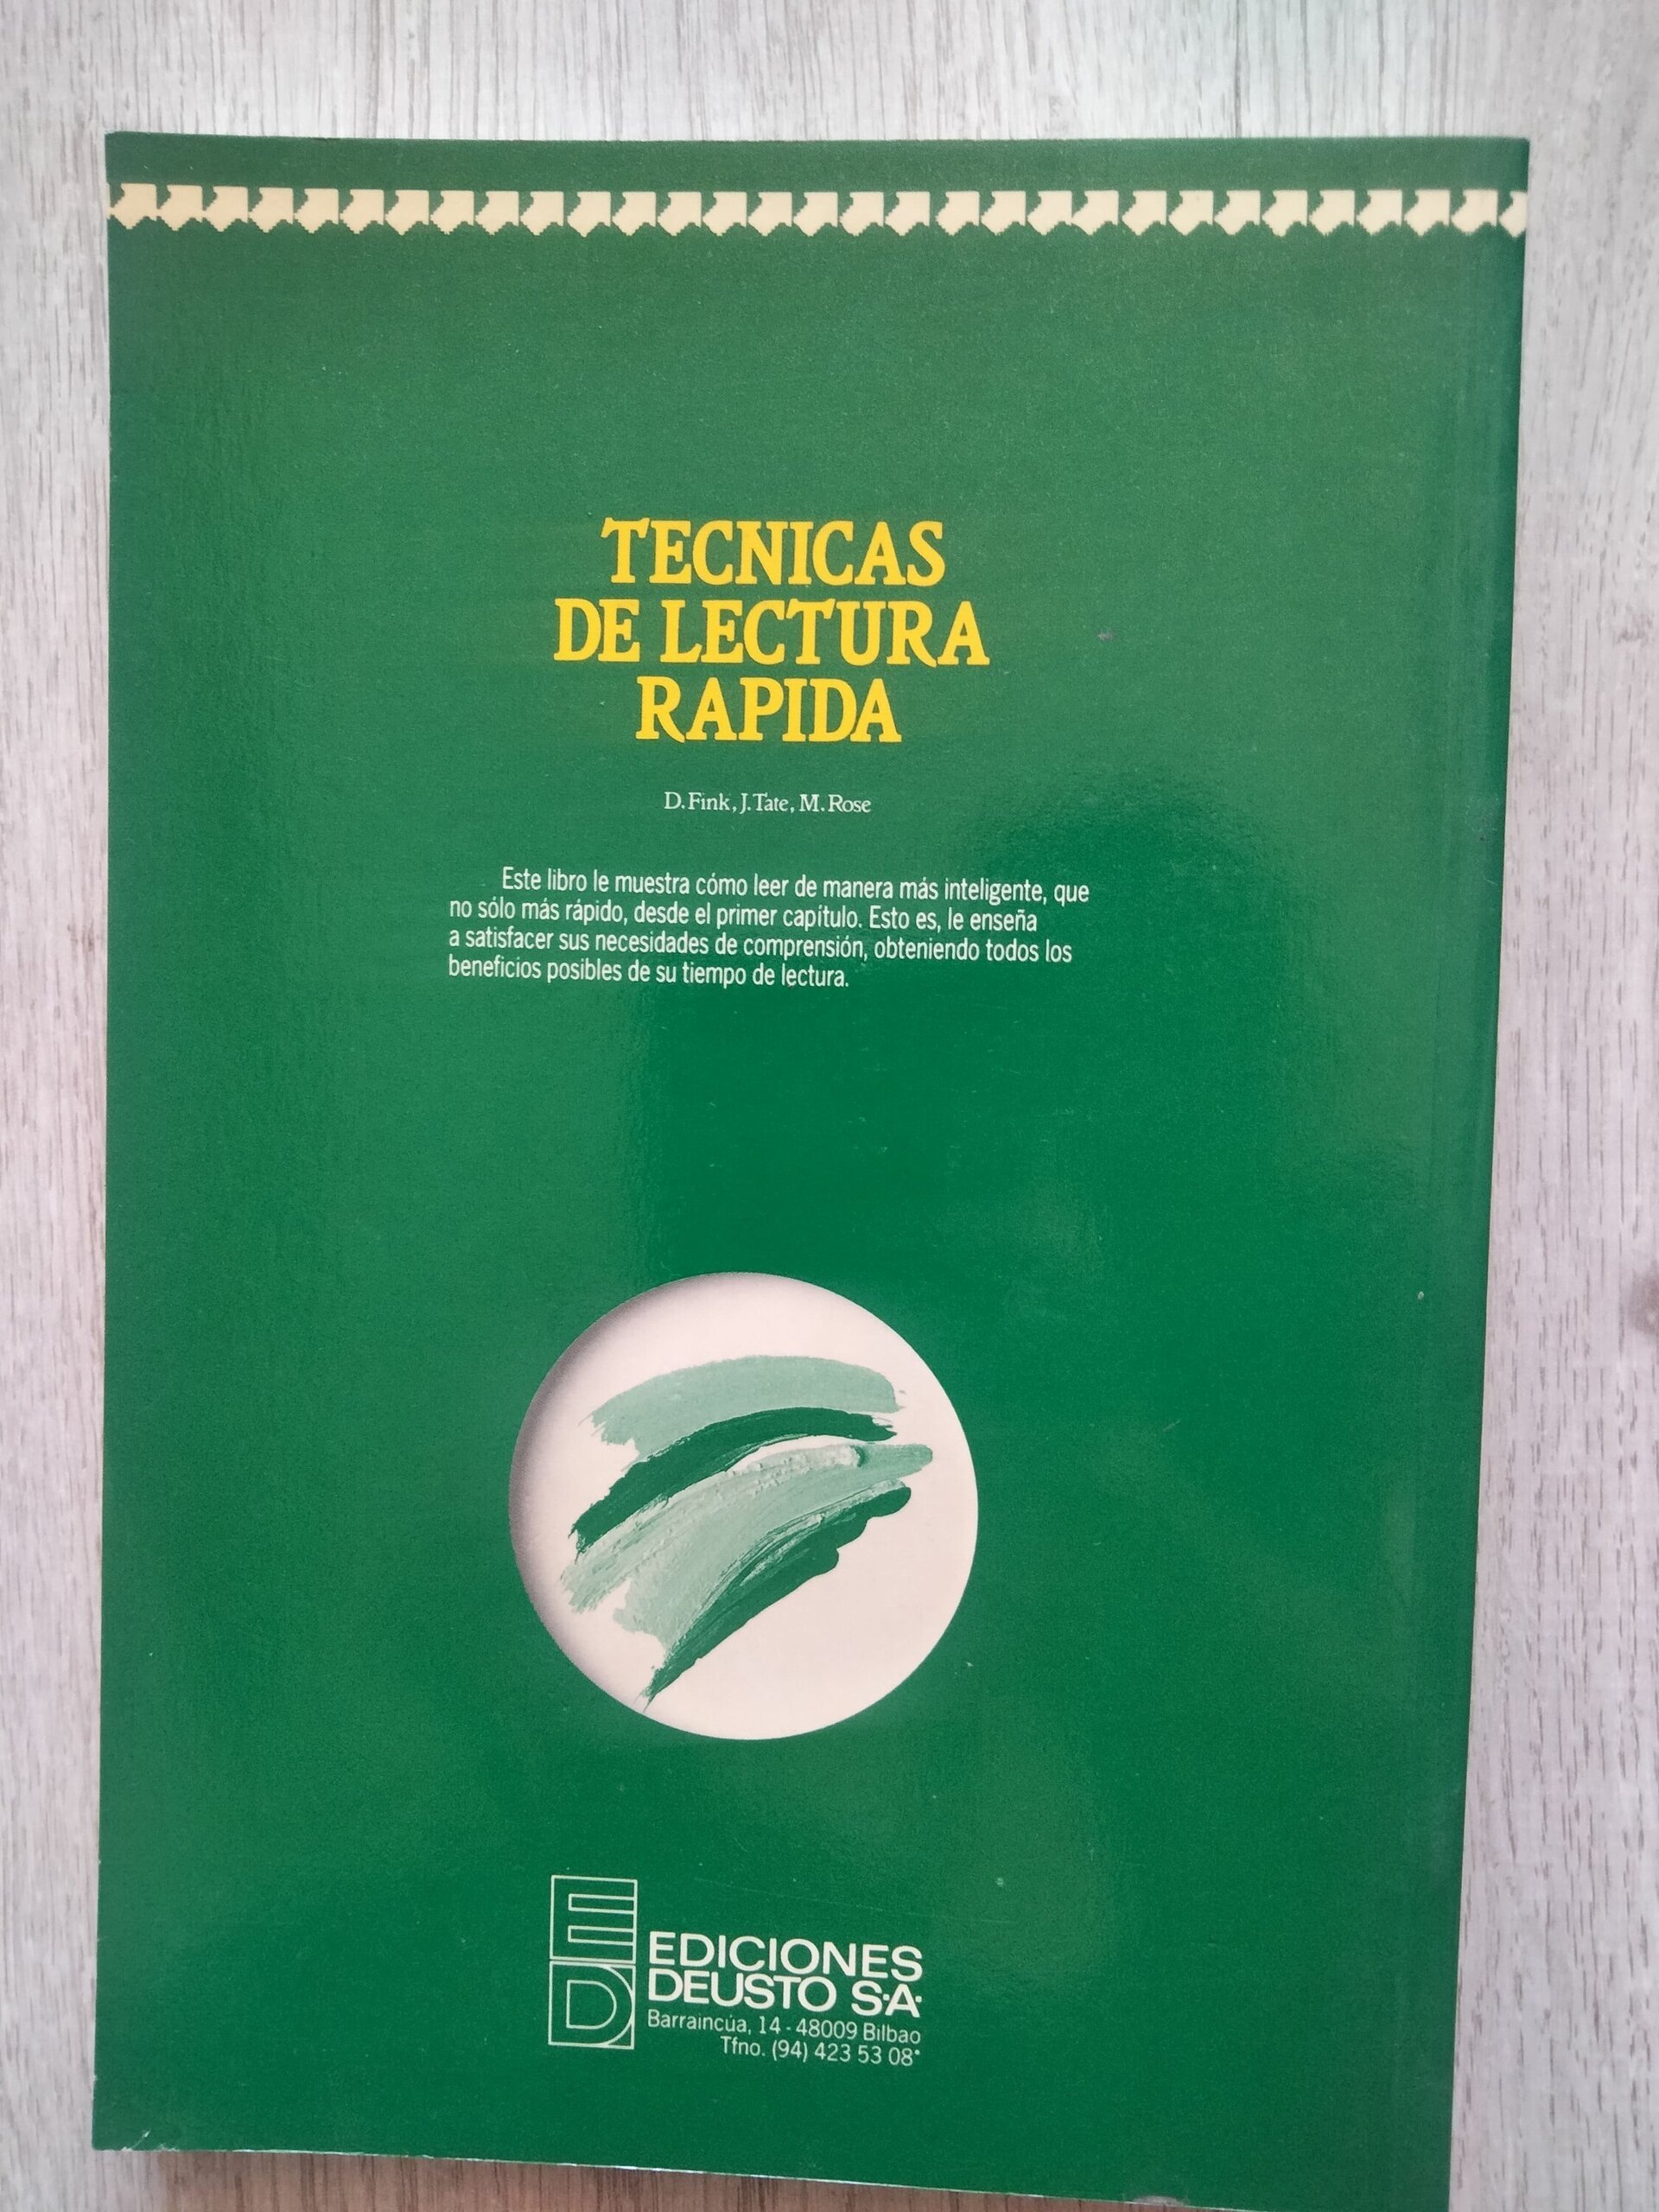 TECNICAS
DE LECTURA
RAPIDA
D. Fink, J. Tate, M. Rose
Este libro le muestra cómo leer de manera más inteligente, que
no sólo más rápido, desde el primer capítulo. Esto es, le enseña
a satisfacer sus necesidades de comprensión, obteniendo todos los
beneficios posibles de su tiempo de lectura.
ED
EDICIONES
DEUSTO S.A.
Barraincúa, 14 - 48009 Bilbao
Tfno. (94) 423 53 08*